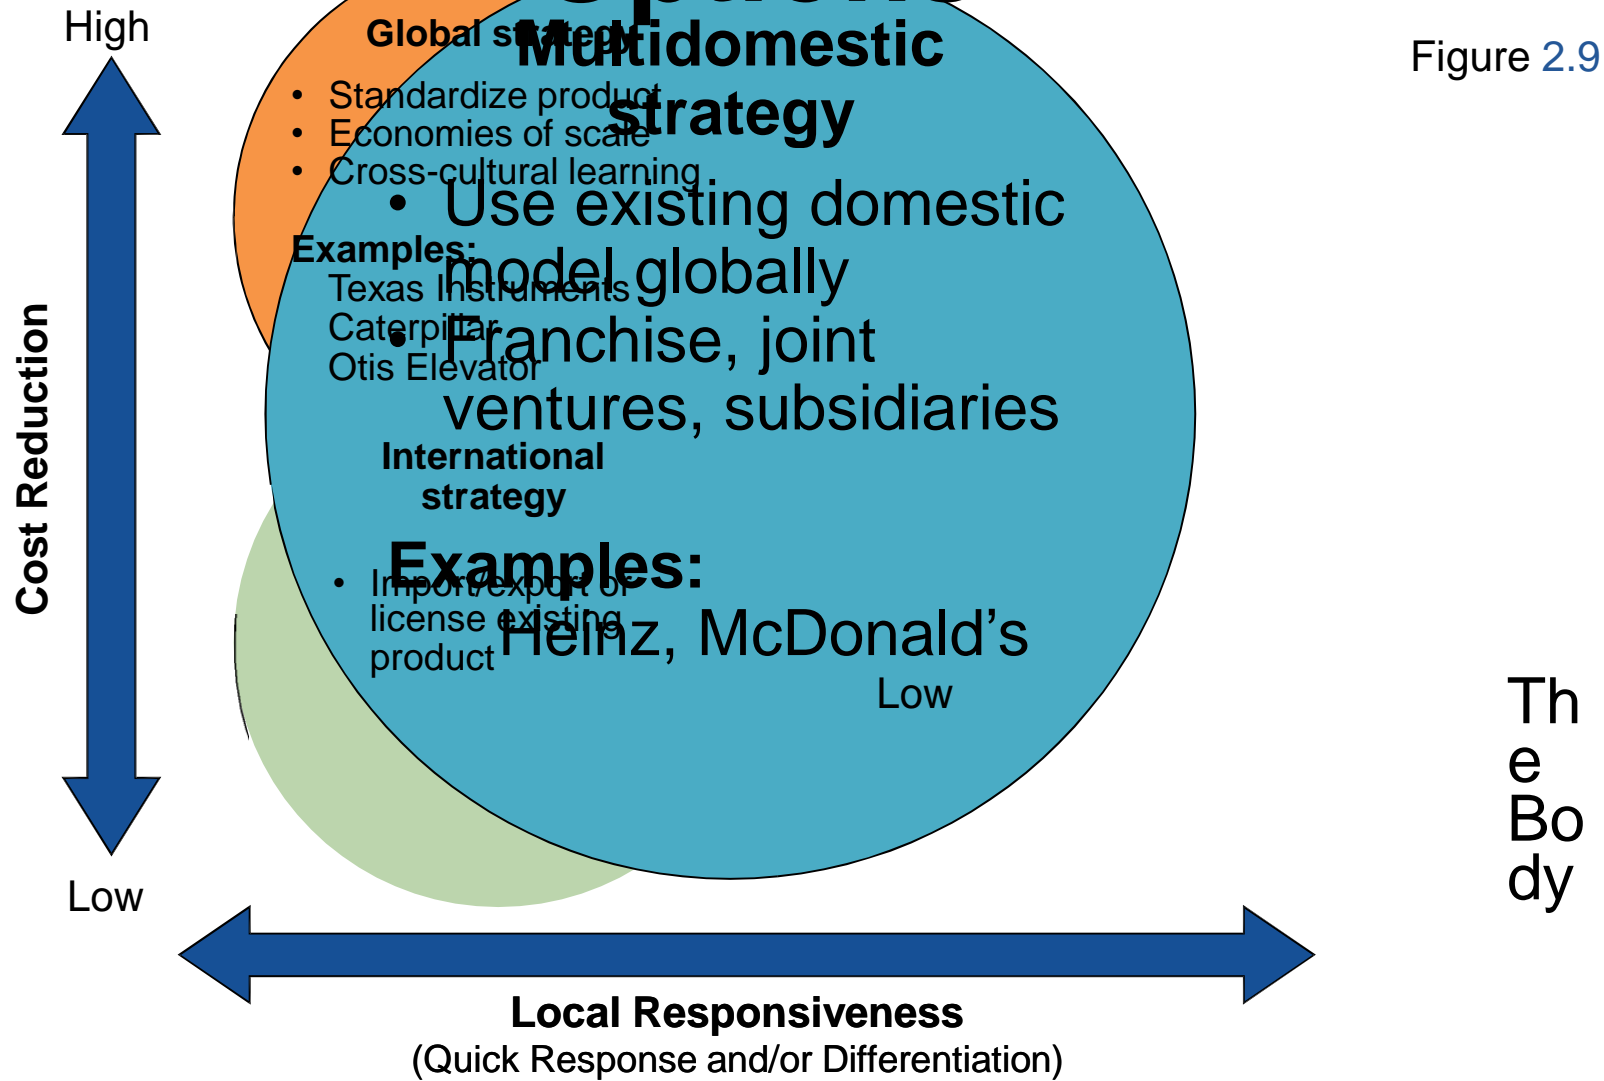 High
Figure 2.9
Global strategy
• Standardize product
• Economies of scale
• Cross-cultural learning
Examples:
Texas Instruments
Caterpillar
Otis Elevator
Multidomestic
strategy
• Use existing domestic
model globally
• Franchise, joint
ventures, subsidiaries
Examples:
Heinz, McDonald’s
International
strategy
• Import/export or
license existing
product
Low
Th
e
Bo
dy
Cost Reduction
Low
Local Responsiveness
(Quick Response and/or Differentiation)